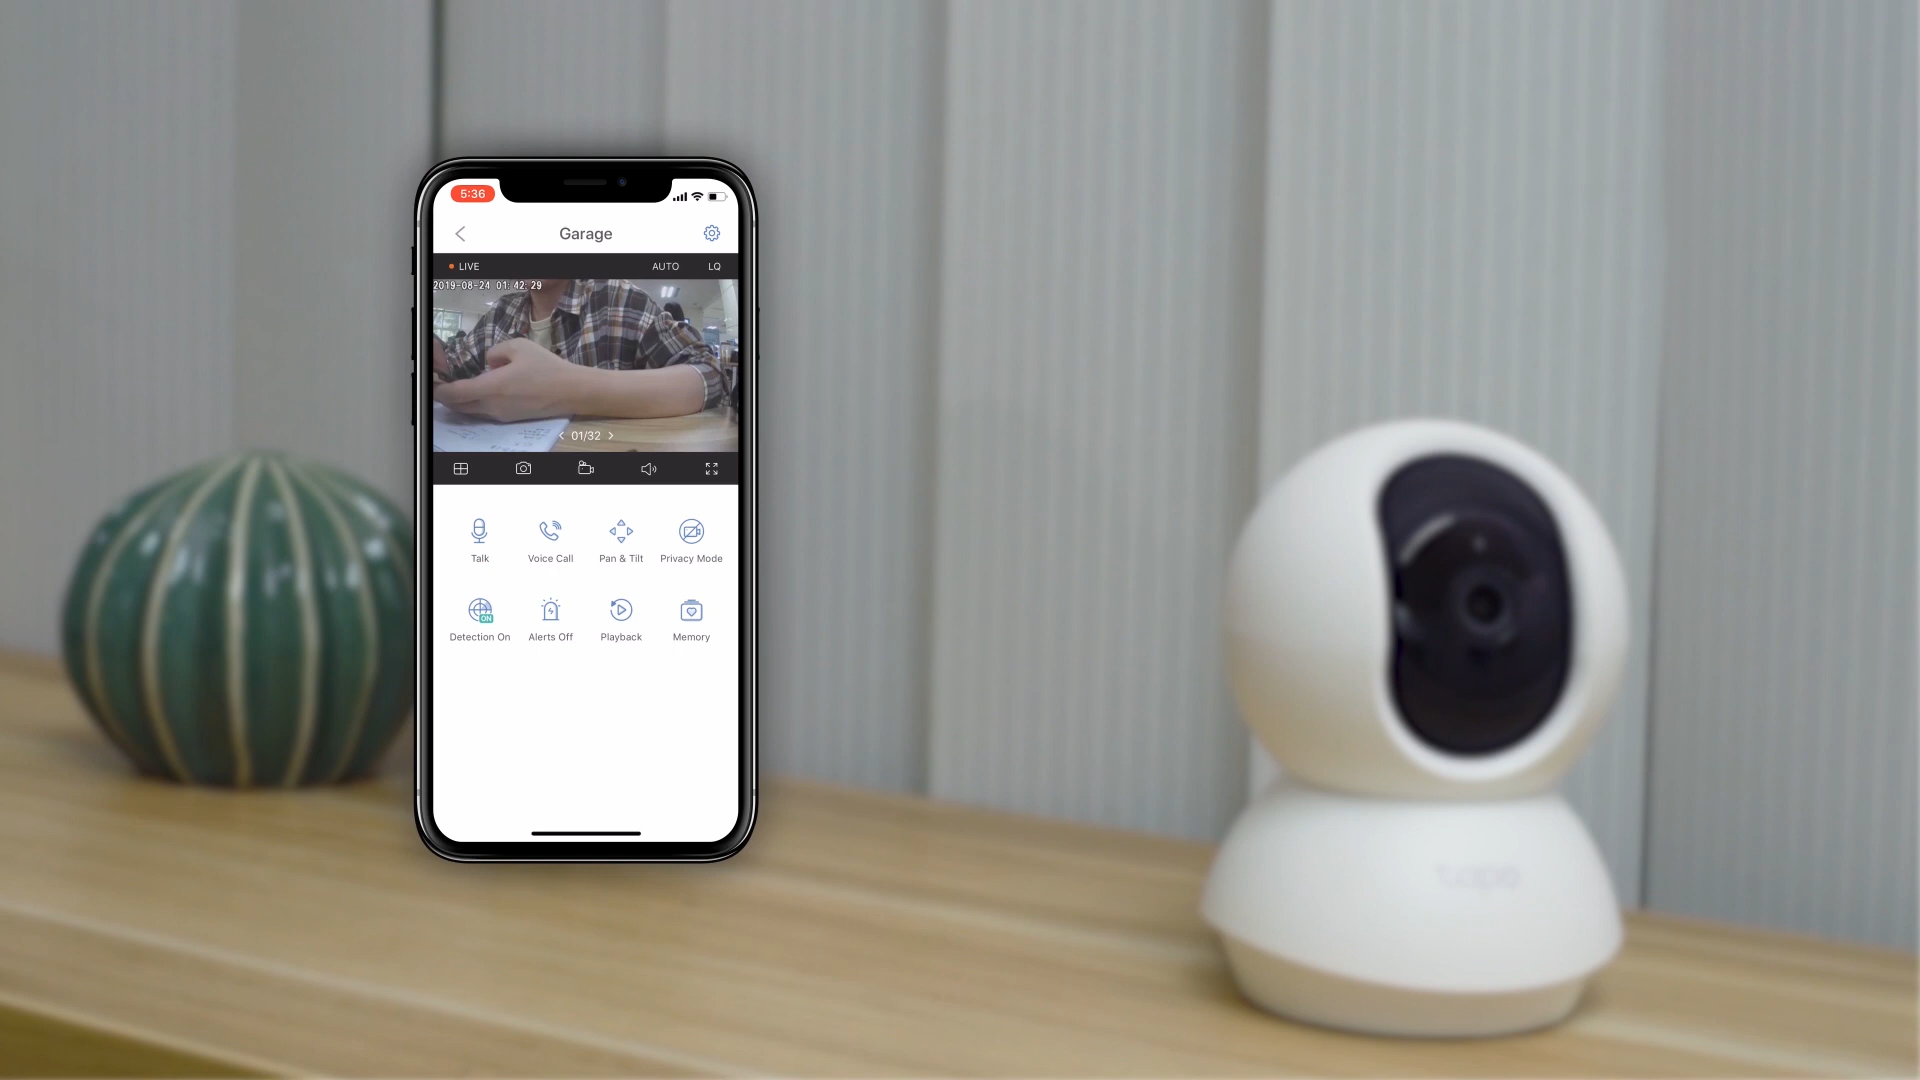 5:36
Garage
LIVE AUTO LQ
2019-08-24 01:42:29
01/32
Talk Voice Call Pan & Tilt Privacy Mode
ON
Detection On Alerts Off Playback Memory
tapo